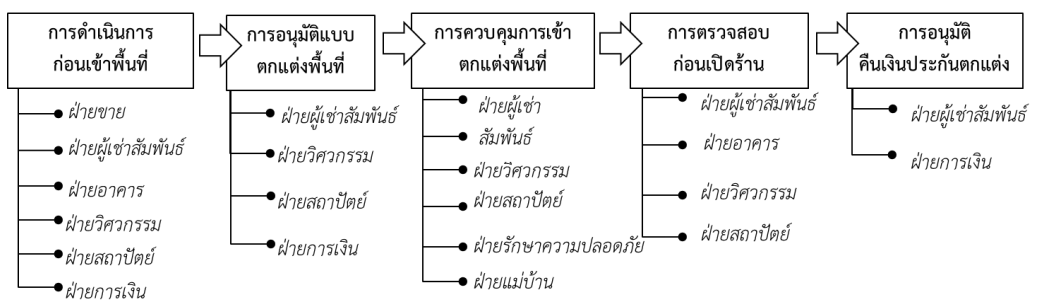 การดำเนินการ
ก่อนเข้าพื้นที่
ฝ่ายขาย
ฝ่ายผู้เช่าสัมพันธ์
ฝ่ายอาคาร
ฝ่ายวิศวกรรม
ฝ่ายสถาปัตย์
ฝ่ายการเงิน
การอนุมัติแบบ
ตกแต่งพื้นที่
ฝ่ายผู้เช่าสัมพันธ์
ฝ่ายวิศวกรรม
ฝ่ายสถาปัตย์
ฝ่ายการเงิน
การควบคุมการเข้า
ตกแต่งพื้นที่
ฝ่ายผู้เช่า
สัมพันธ์
ฝ่ายวิศวกรรม
ฝ่ายสถาปัตย์
ฝ่ายรักษาความปลอดภัย
ฝ่ายแม่บ้าน
การตรวจสอบ
ก่อนเปิดร้าน
ฝ่ายผู้เช่าสัมพันธ์
ฝ่ายอาคาร
ฝ่ายวิศวกรรม
ฝ่ายสถาปัตย์
การอนุมัติ
คืนเงินประกันตกแต่ง
ฝ่ายผู้เช่าสัมพันธ์
ฝ่ายการเงิน